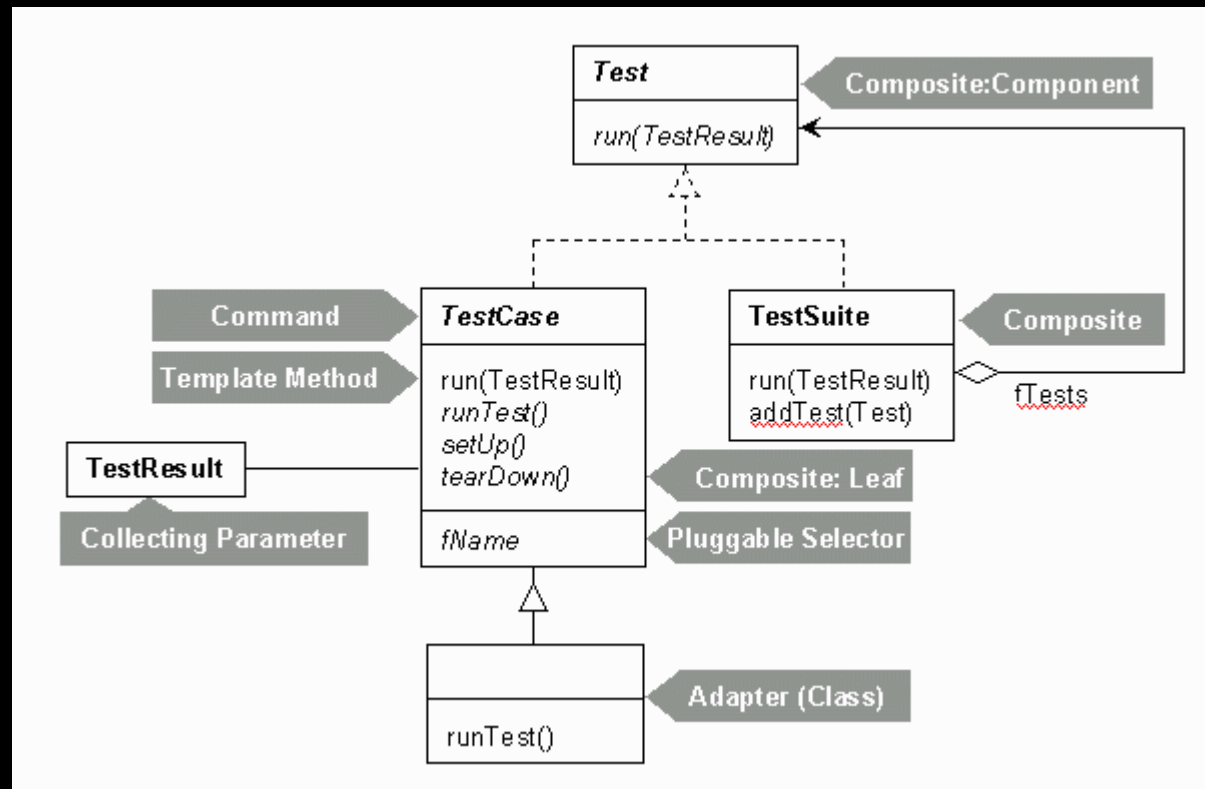 Test
Composite:Component
run(TestResult)
Command
TestCase
TestSuite
Composite
Template Method
run(TestResult)
runTest()
setUp()
tearDown()
run(TestResult)
addTest(Test)
fTests
TestResult
Composite: Leaf
Collecting Parameter
fName
Pluggable Selector
Adapter (Class)
runTest()